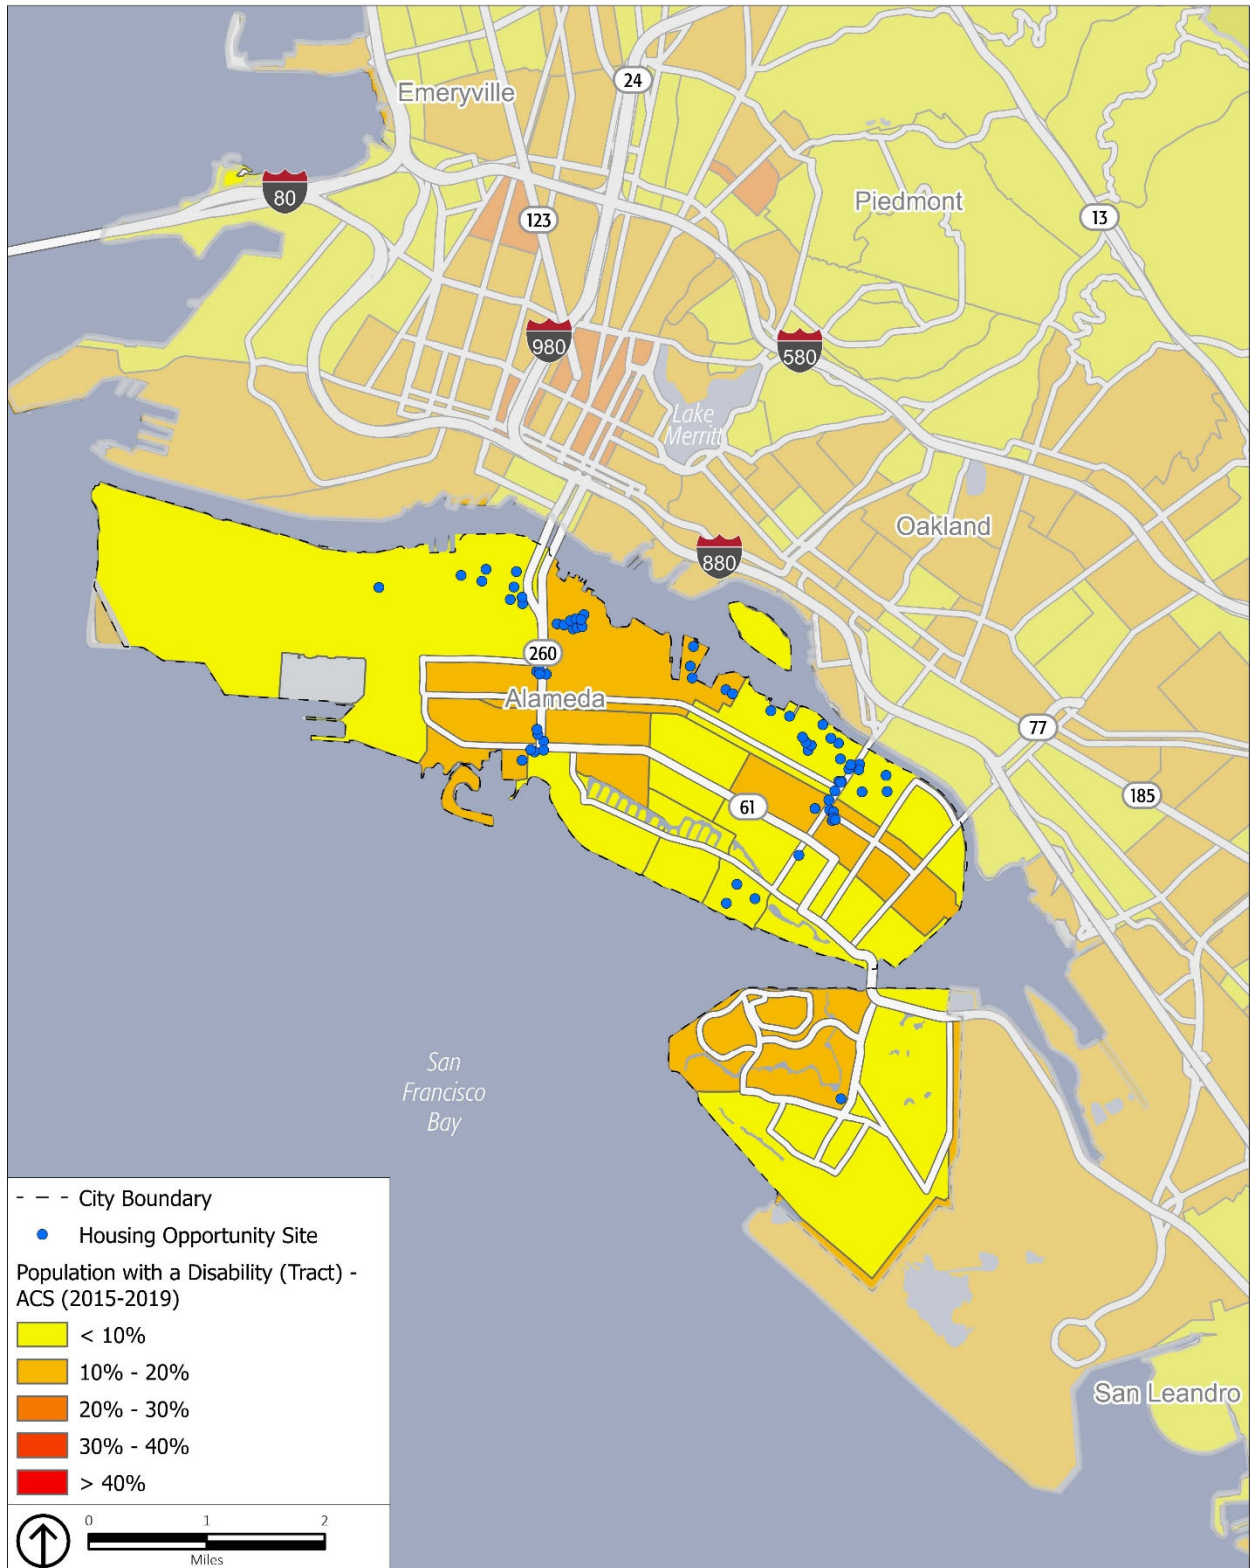 Emeryville
24
80
123
Piedmont
13
980
580
Lake
Merritt
Oakland
880
260
Alameda
77
61
185
San
Francisco
Bay
San Leandro
City Boundary
Housing Opportunity Site
Population with a Disability (Tract) -
ACS (2015-2019)
< 10%
10% - 20%
20% - 30%
30% - 40%
> 40%
0 1 2
Miles